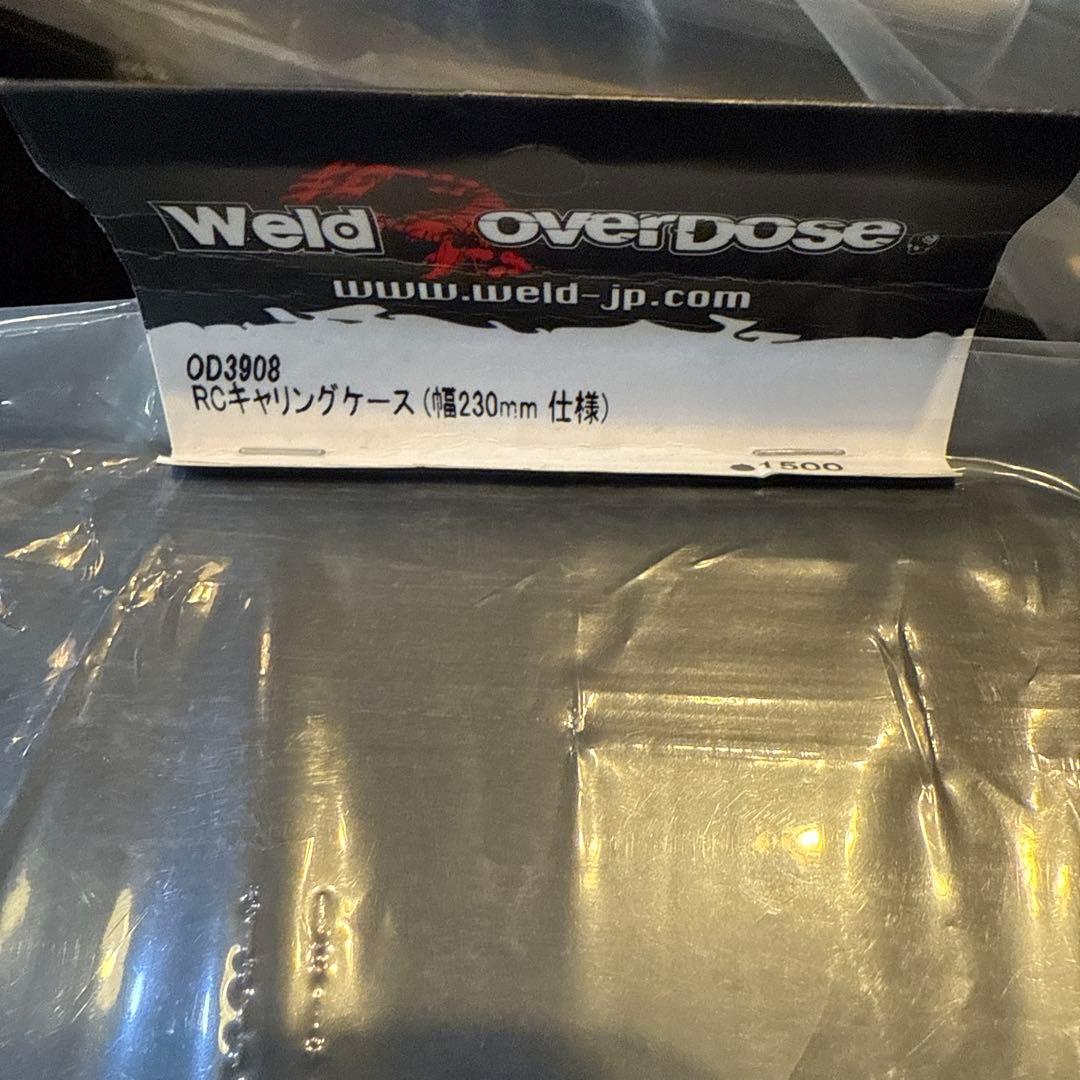 Weld OVERDOSE
www.weld-jp.com
OD3908
RCキャリングケース(幅230mm 仕様)
●1500